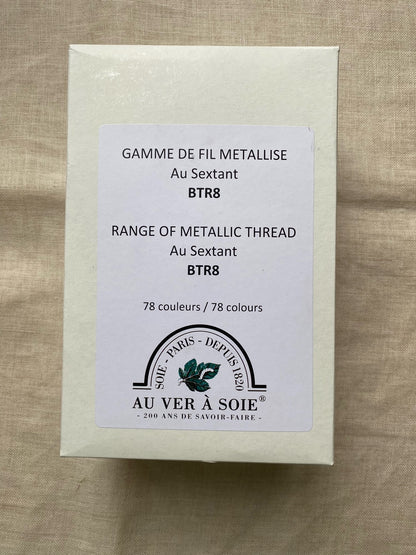 GAMME DE FIL METALLISE
Au Sextant
BTR8
RANGE OF METALLIC THREAD
Au Sextant
BTR8
78 couleurs / 78 colours
SOIE - PARIS - DEPUIS 1820
AU VER À SOIE®
- 200 ANS DE SAVOIR-FAIRE -